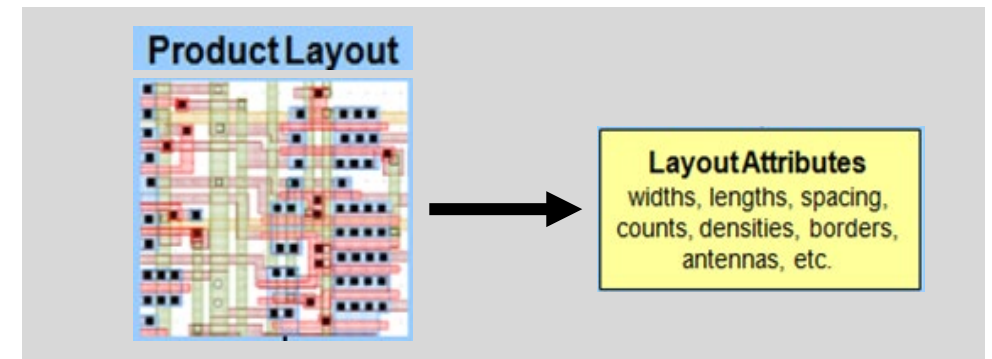 Product Layout
Layout Attributes
widths, lengths, spacing,
counts, densities, borders,
antennas, etc.